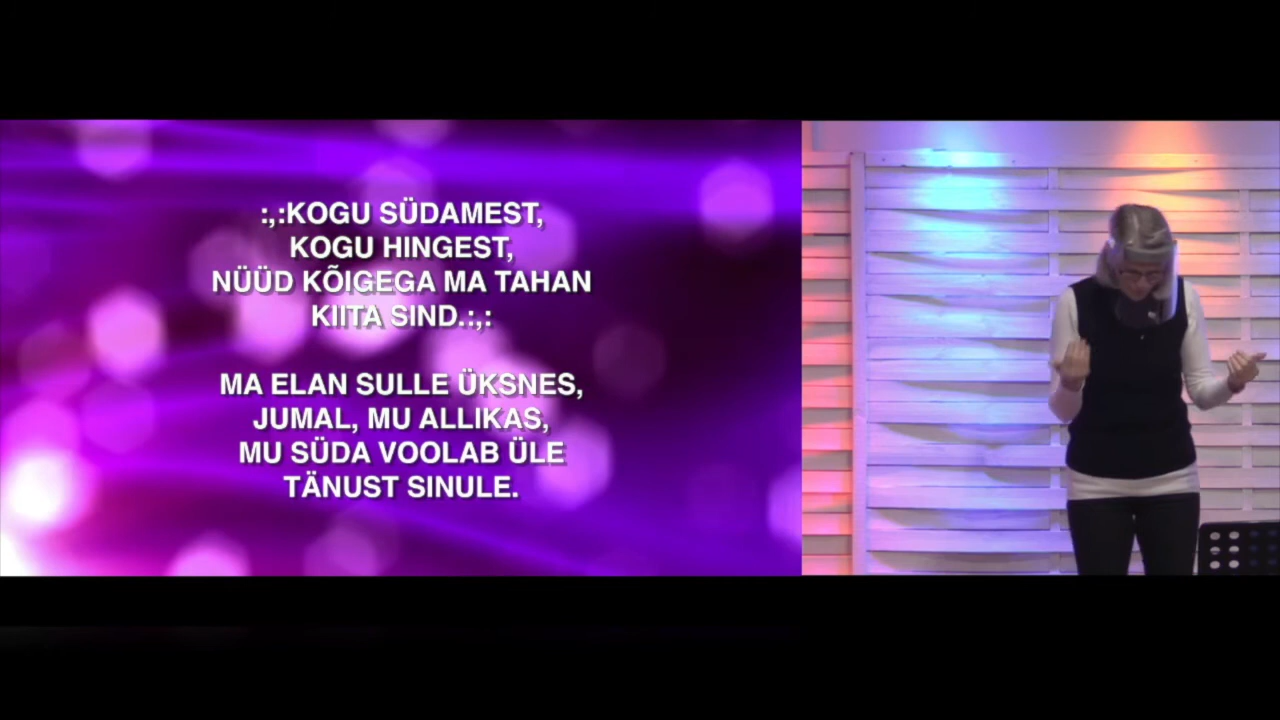 :,:KOGU SÜDAMEST,
KOGU HINGEST,
NÜÜD KÕIGEGA MA TAHAN
KIITA SIND.:,:
MA ELAN SULLE ÜKSNES,
JUMAL, MU ALLIKAS,
MU SÜDA VOOLAB ÜLE
TÄNUST SINULE.